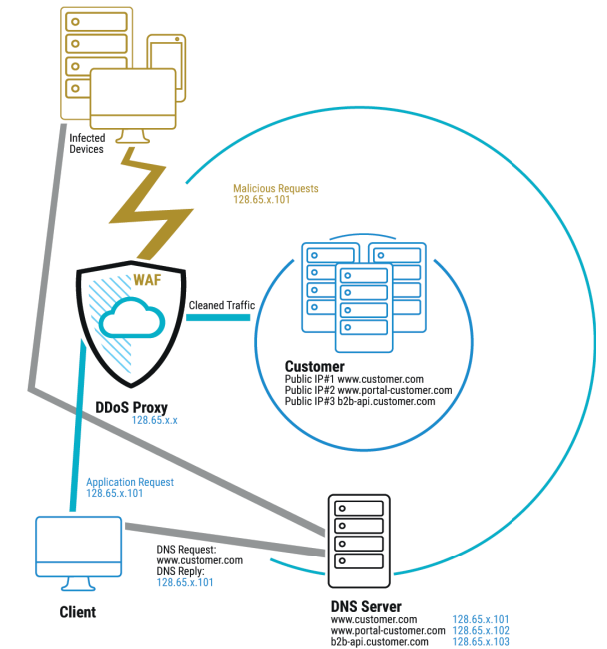 Infected
Devices
Malicious Requests
128.65.x.101
WAF
Cleaned Traffic
Customer
Public IP#1 www.customer.com
Public IP#2 www.portal-customer.com
Public IP#3 b2b-api.customer.com
DDoS Proxy
128.65.x.x
Application Request
128.65.x.101
DNS Request:
www.customer.com
DNS Reply:
128.65.x.101
Client
DNS Server
www.customer.com 128.65.x.101
www.portal-customer.com 128.65.x.102
b2b-api.customer.com 128.65.x.103